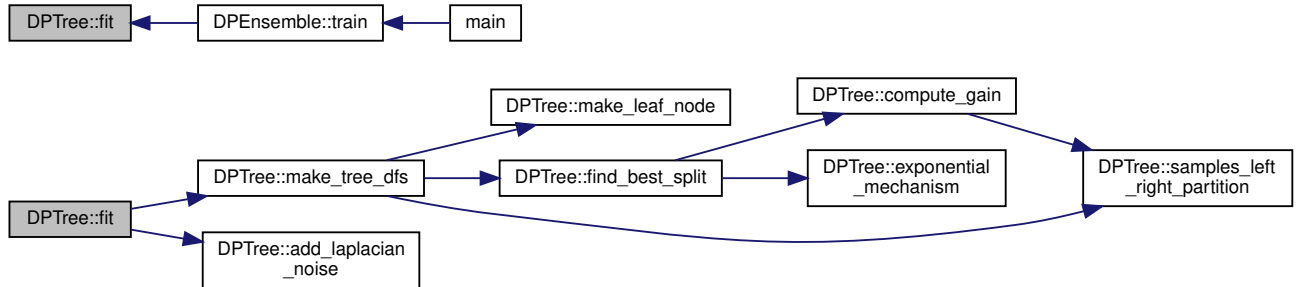 DPTree::fit
DPEnsemble::train
main
DPTree::compute_gain
DPTree::make_leaf_node
DPTree::make_tree_dfs
DPTree::find_best_split
DPTree::exponential
_mechanism
DPTree::samples_left
_right_partition
DPTree::fit
DPTree::add_laplacian
_noise